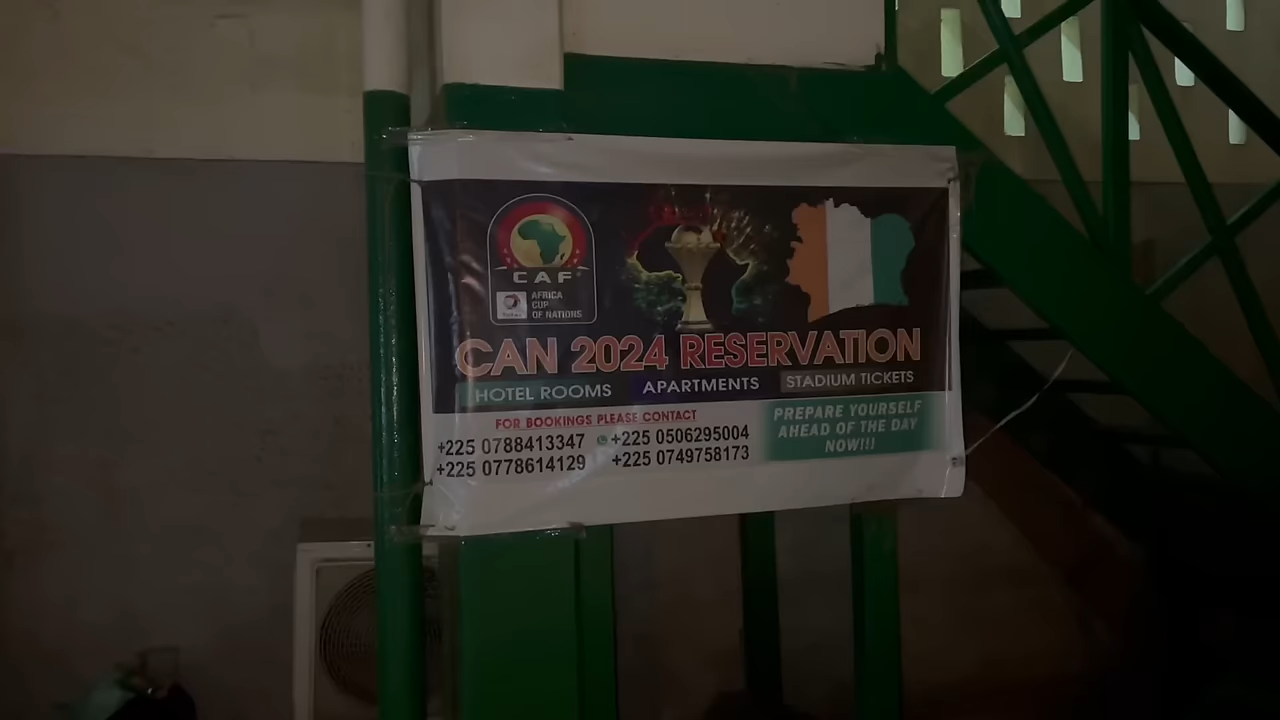 CAF
AFRICA
CUP
OF NATIONS
CAN 2024 RESERVATION
HOTEL ROOMS APARTMENTS STADIUM TICKETS
FOR BOOKINGS PLEASE CONTACT
+225 0788413347 +225 0506295004
+225 0778614129 +225 0749758173
PREPARE YOURSELF
AHEAD OF THE DAY
NOW!!!